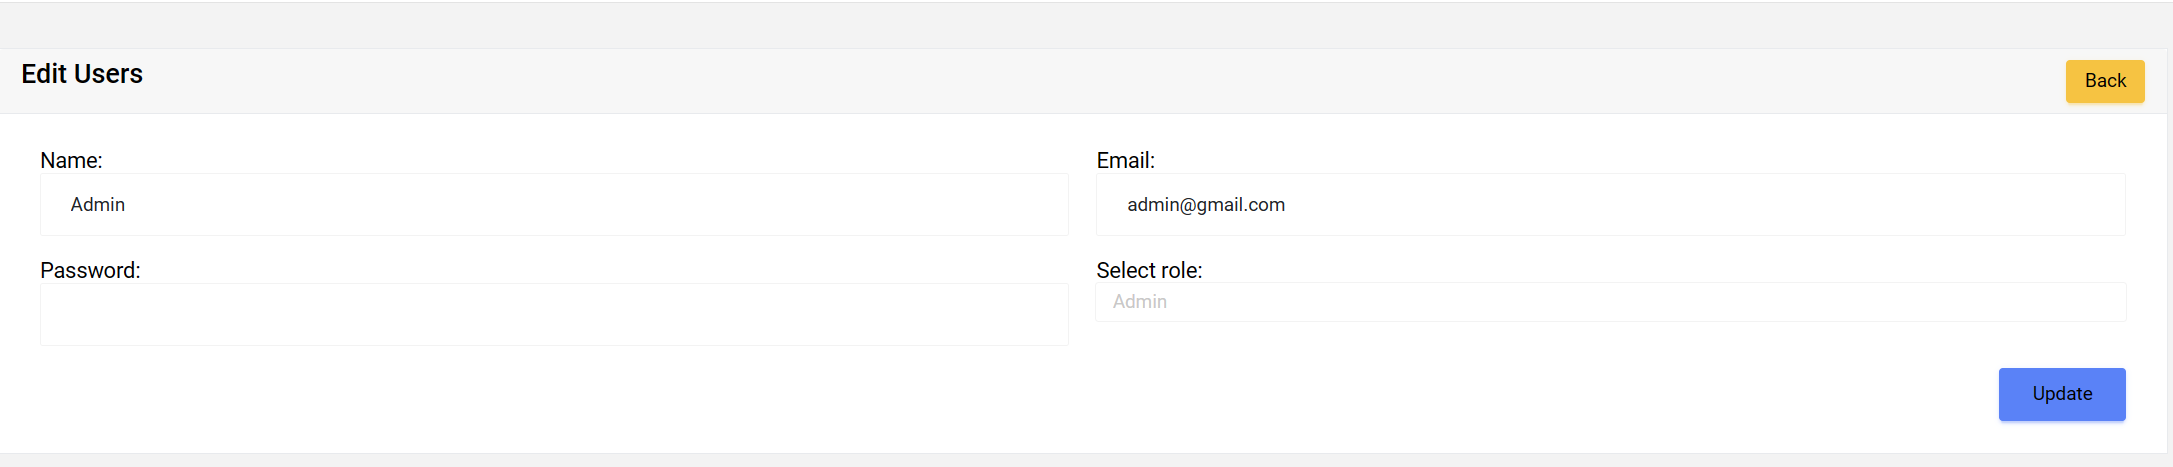 Edit Users
Back
Name:
Email:
Admin
admin@gmail.com
Password:
Select role:
Admin
Update